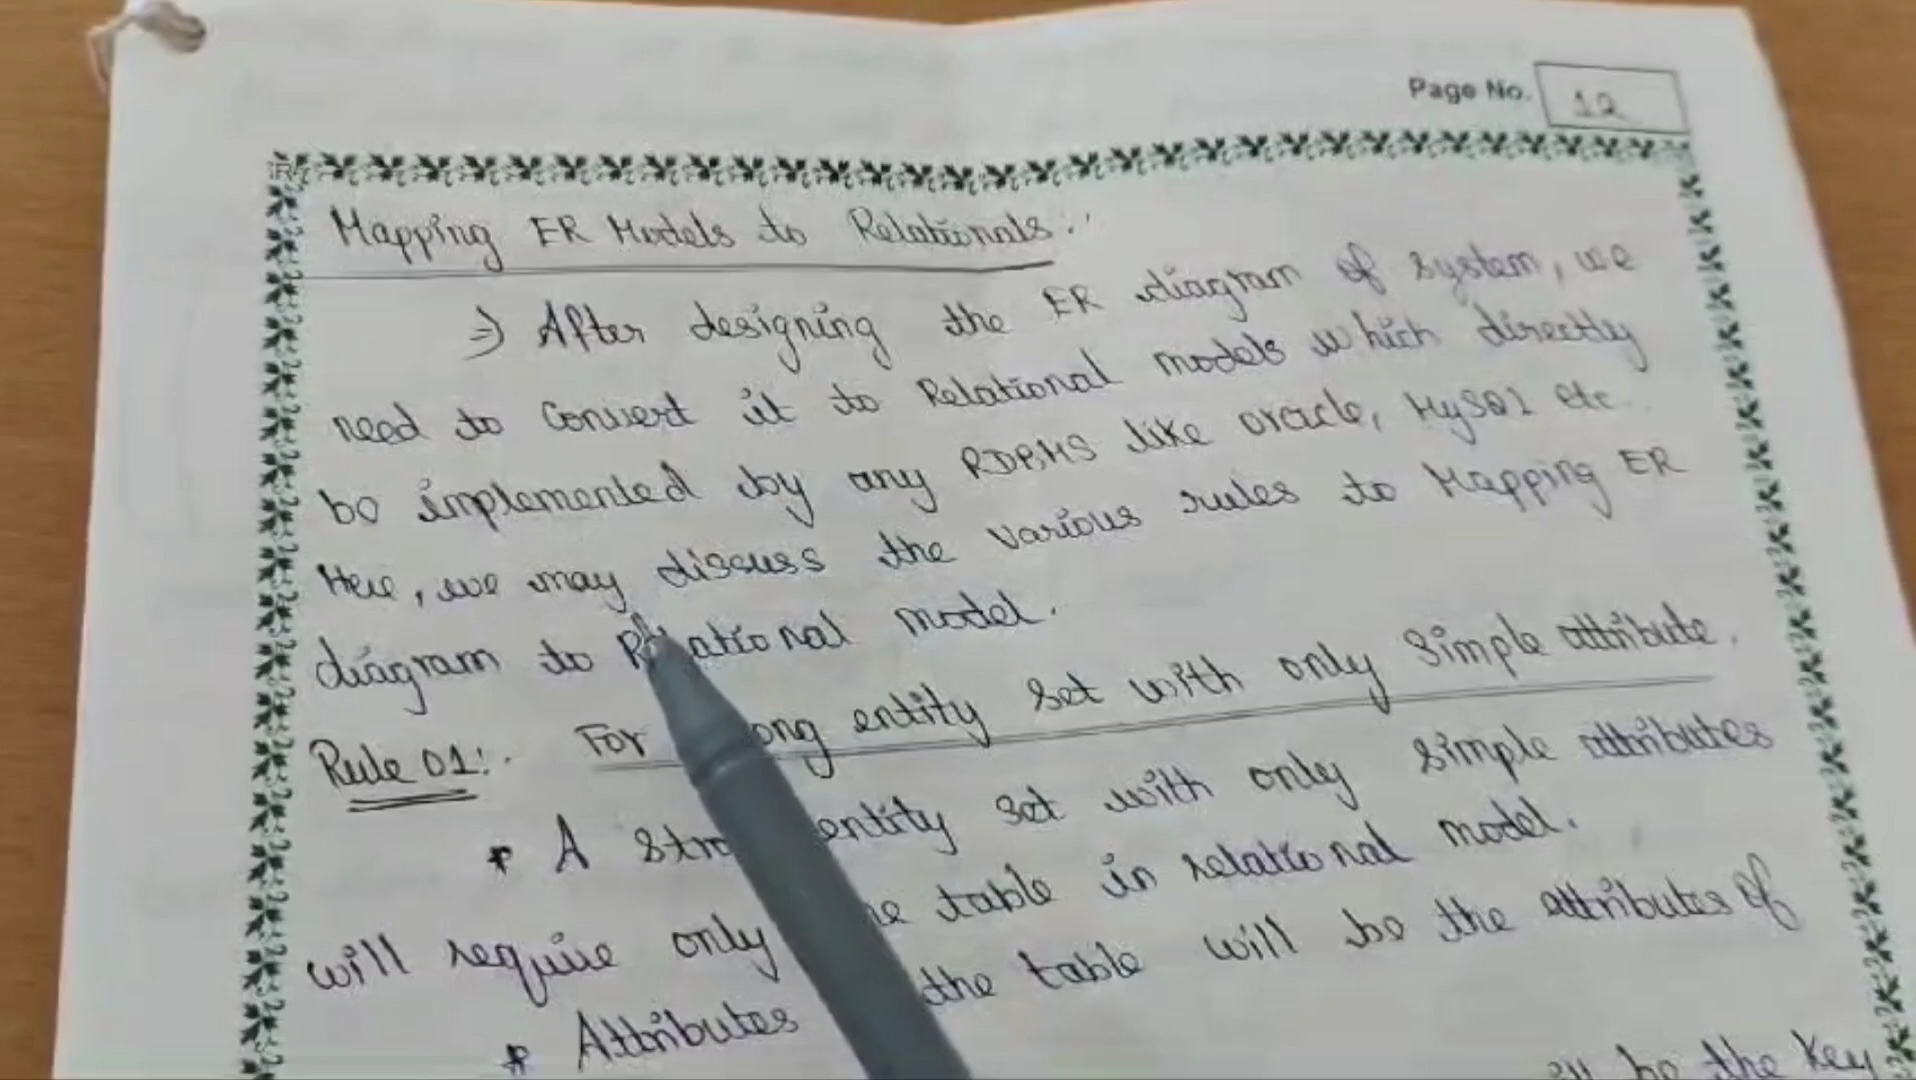 Page No. 12
Mapping ER Models to Relationals:-
=> After designing the ER diagram of system, we
need to convert it to Relational models which directly
be implemented by any RDBMS like oracle, MySQL etc.
Here, we may discuss the various rules to Mapping ER
diagram to Relational model.
Rule 01:- For ong entity set with only simple attribute.
* A stro entity set with only simple attributes
will require only ne table in relational model.
* Attributes the table will be the attributes of
be the key